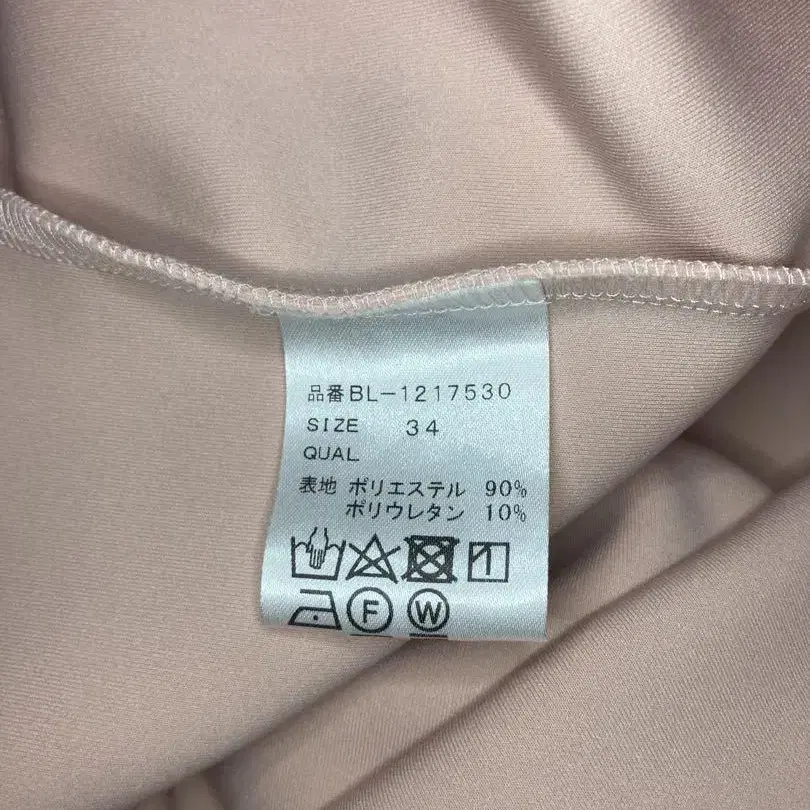 品番BL-1217530
SIZE 34
QUAL
表地 ポリエステル 90%
ポリウレタン 10%
F W